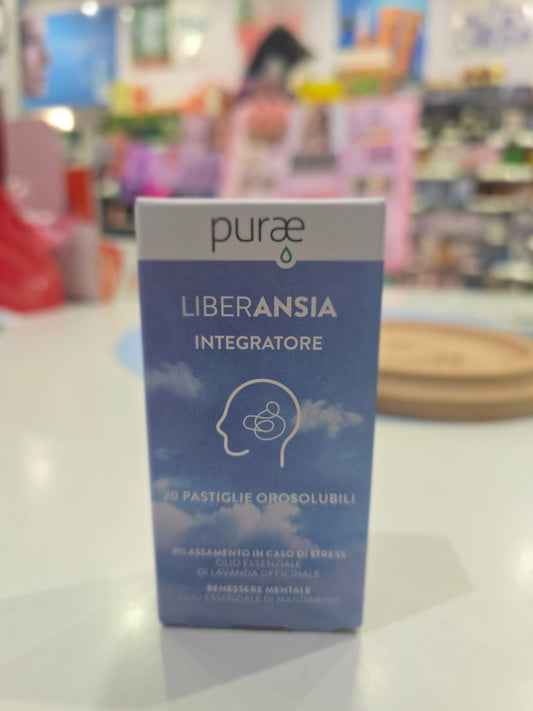 puræ
LIBERANSIA
INTEGRATORE
20 PASTIGLIE OROSOLUBILI
RILASSAMENTO IN CASO DI STRESS
OLIO ESSENZIALE
DI LAVANDA OFFICINALE
BENESSERE MENTALE
OLIO ESSENZIALE DI MANDARINO